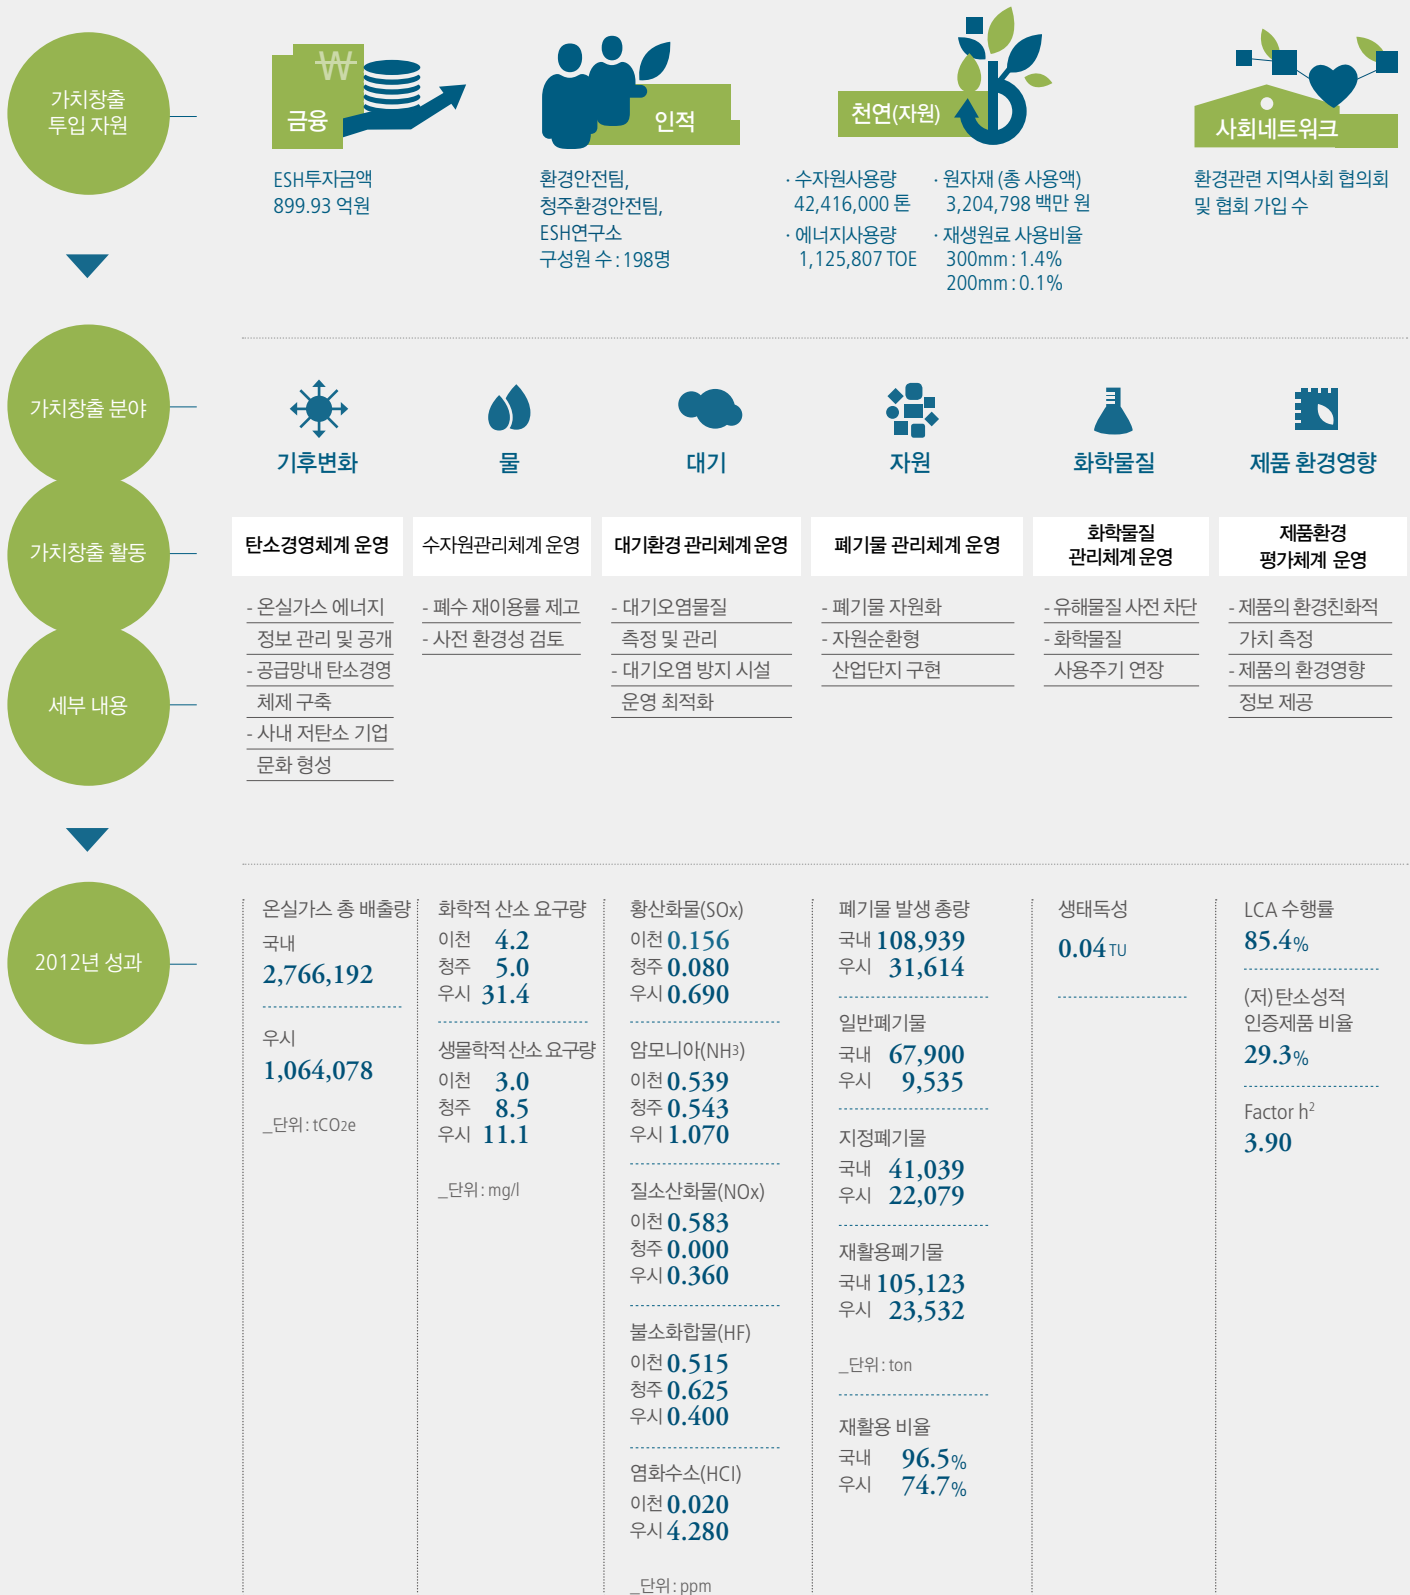 가치창출
투입 자원
₩
금융
ESH투자금액
899.93 억원
인적
환경안전팀,
청주환경안전팀,
ESH연구소
구성원 수 : 198명
천연(자원)
· 수자원사용량
42,416,000 톤
· 에너지사용량
1,125,807 TOE
· 원자재 (총 사용액)
3,204,798 백만 원
· 재생원료 사용비율
300mm : 1.4%
200mm : 0.1%
사회네트워크
환경관련 지역사회 협의회
및 협회 가입 수
가치창출 분야
기후변화
물
대기
자원
화학물질
제품 환경영향
가치창출 활동
탄소경영체계 운영
수자원관리체계 운영
대기환경 관리체계 운영
폐기물 관리체계 운영
화학물질
관리체계 운영
제품환경
평가체계 운영
세부 내용
- 온실가스 에너지
정보 관리 및 공개
- 공급망내 탄소경영
체제 구축
- 사내 저탄소 기업
문화 형성
- 폐수 재이용률 제고
- 사전 환경성 검토
- 대기오염물질
측정 및 관리
- 대기오염 방지 시설
운영 최적화
- 폐기물 자원화
- 자원순환형
산업단지 구현
- 유해물질 사전 차단
- 화학물질
사용주기 연장
- 제품의 환경친화적
가치 측정
- 제품의 환경영향
정보 제공
2012년 성과
온실가스 총 배출량
국내
2,766,192
우시
1,064,078
_단위 : tCO2e
화학적 산소 요구량
이천 4.2
청주 5.0
우시 31.4
생물학적 산소 요구량
이천 3.0
청주 8.5
우시 11.1
_단위 : mg/l
황산화물(SOx)
이천 0.156
청주 0.080
우시 0.690
암모니아(NH3)
이천 0.539
청주 0.543
우시 1.070
질소산화물(NOx)
이천 0.583
청주 0.000
우시 0.360
불소화합물(HF)
이천 0.515
청주 0.625
우시 0.400
염화수소(HCl)
이천 0.020
우시 4.280
_단위 : ppm
폐기물 발생 총량
국내 108,939
우시 31,614
일반폐기물
국내 67,900
우시 9,535
지정폐기물
국내 41,039
우시 22,079
재활용폐기물
국내 105,123
우시 23,532
_단위 : ton
재활용 비율
국내 96.5%
우시 74.7%
생태독성
0.04 TU
LCA 수행률
85.4%
(저)탄소성적
인증제품 비율
29.3%
Factor h²
3.90